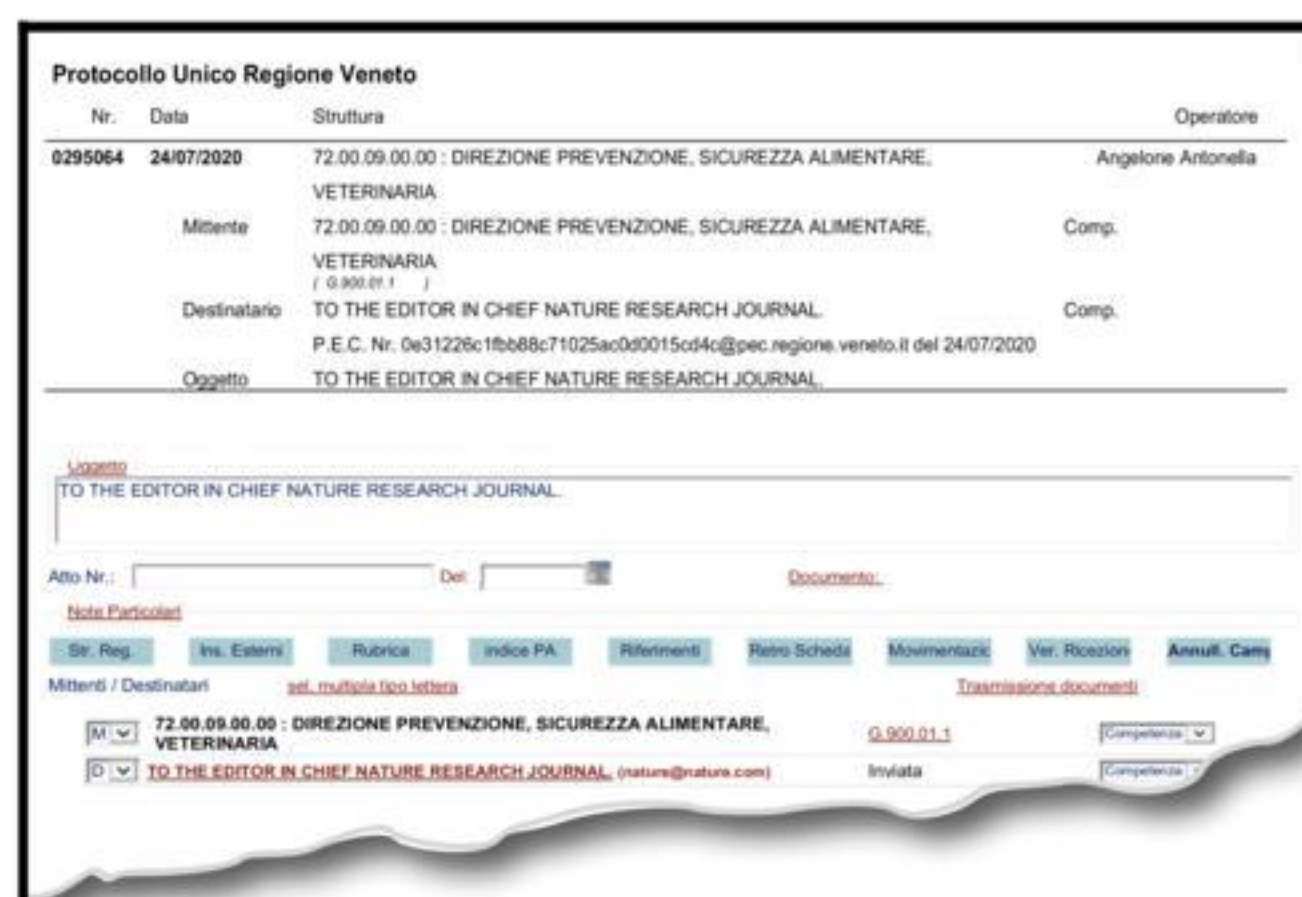 Protocollo Unico Regione Veneto
Nr. Data Struttura Operatore
0295064 24/07/2020 72.00.09.00.00 : DIREZIONE PREVENZIONE, SICUREZZA ALIMENTARE, Angelone Antonella
VETERINARIA
Mittente 72.00.09.00.00 : DIREZIONE PREVENZIONE, SICUREZZA ALIMENTARE, Comp.
VETERINARIA
( G.900.01.1 )
Destinatario TO THE EDITOR IN CHIEF NATURE RESEARCH JOURNAL. Comp.
P.E.C. Nr. 0e31226c1fbb88c71025ac0d0015cd4c@pec.regione.veneto.it del 24/07/2020
Oggetto TO THE EDITOR IN CHIEF NATURE RESEARCH JOURNAL.
Oggetto
TO THE EDITOR IN CHIEF NATURE RESEARCH JOURNAL.
Atto Nr.: Del: Documento:
Note Particolari
Str. Reg. Ins. Esterni Rubrica indice PA Riferimenti Retro Scheda Movimentazic Ver. Ricezion Annull. Camp
Mittenti / Destinatari sel. multipla tipo lettera Trasmissione documenti
M 72.00.09.00.00 : DIREZIONE PREVENZIONE, SICUREZZA ALIMENTARE, G.900.01.1 Competenza
VETERINARIA
D TO THE EDITOR IN CHIEF NATURE RESEARCH JOURNAL. (nature@nature.com) Inviata Competenza